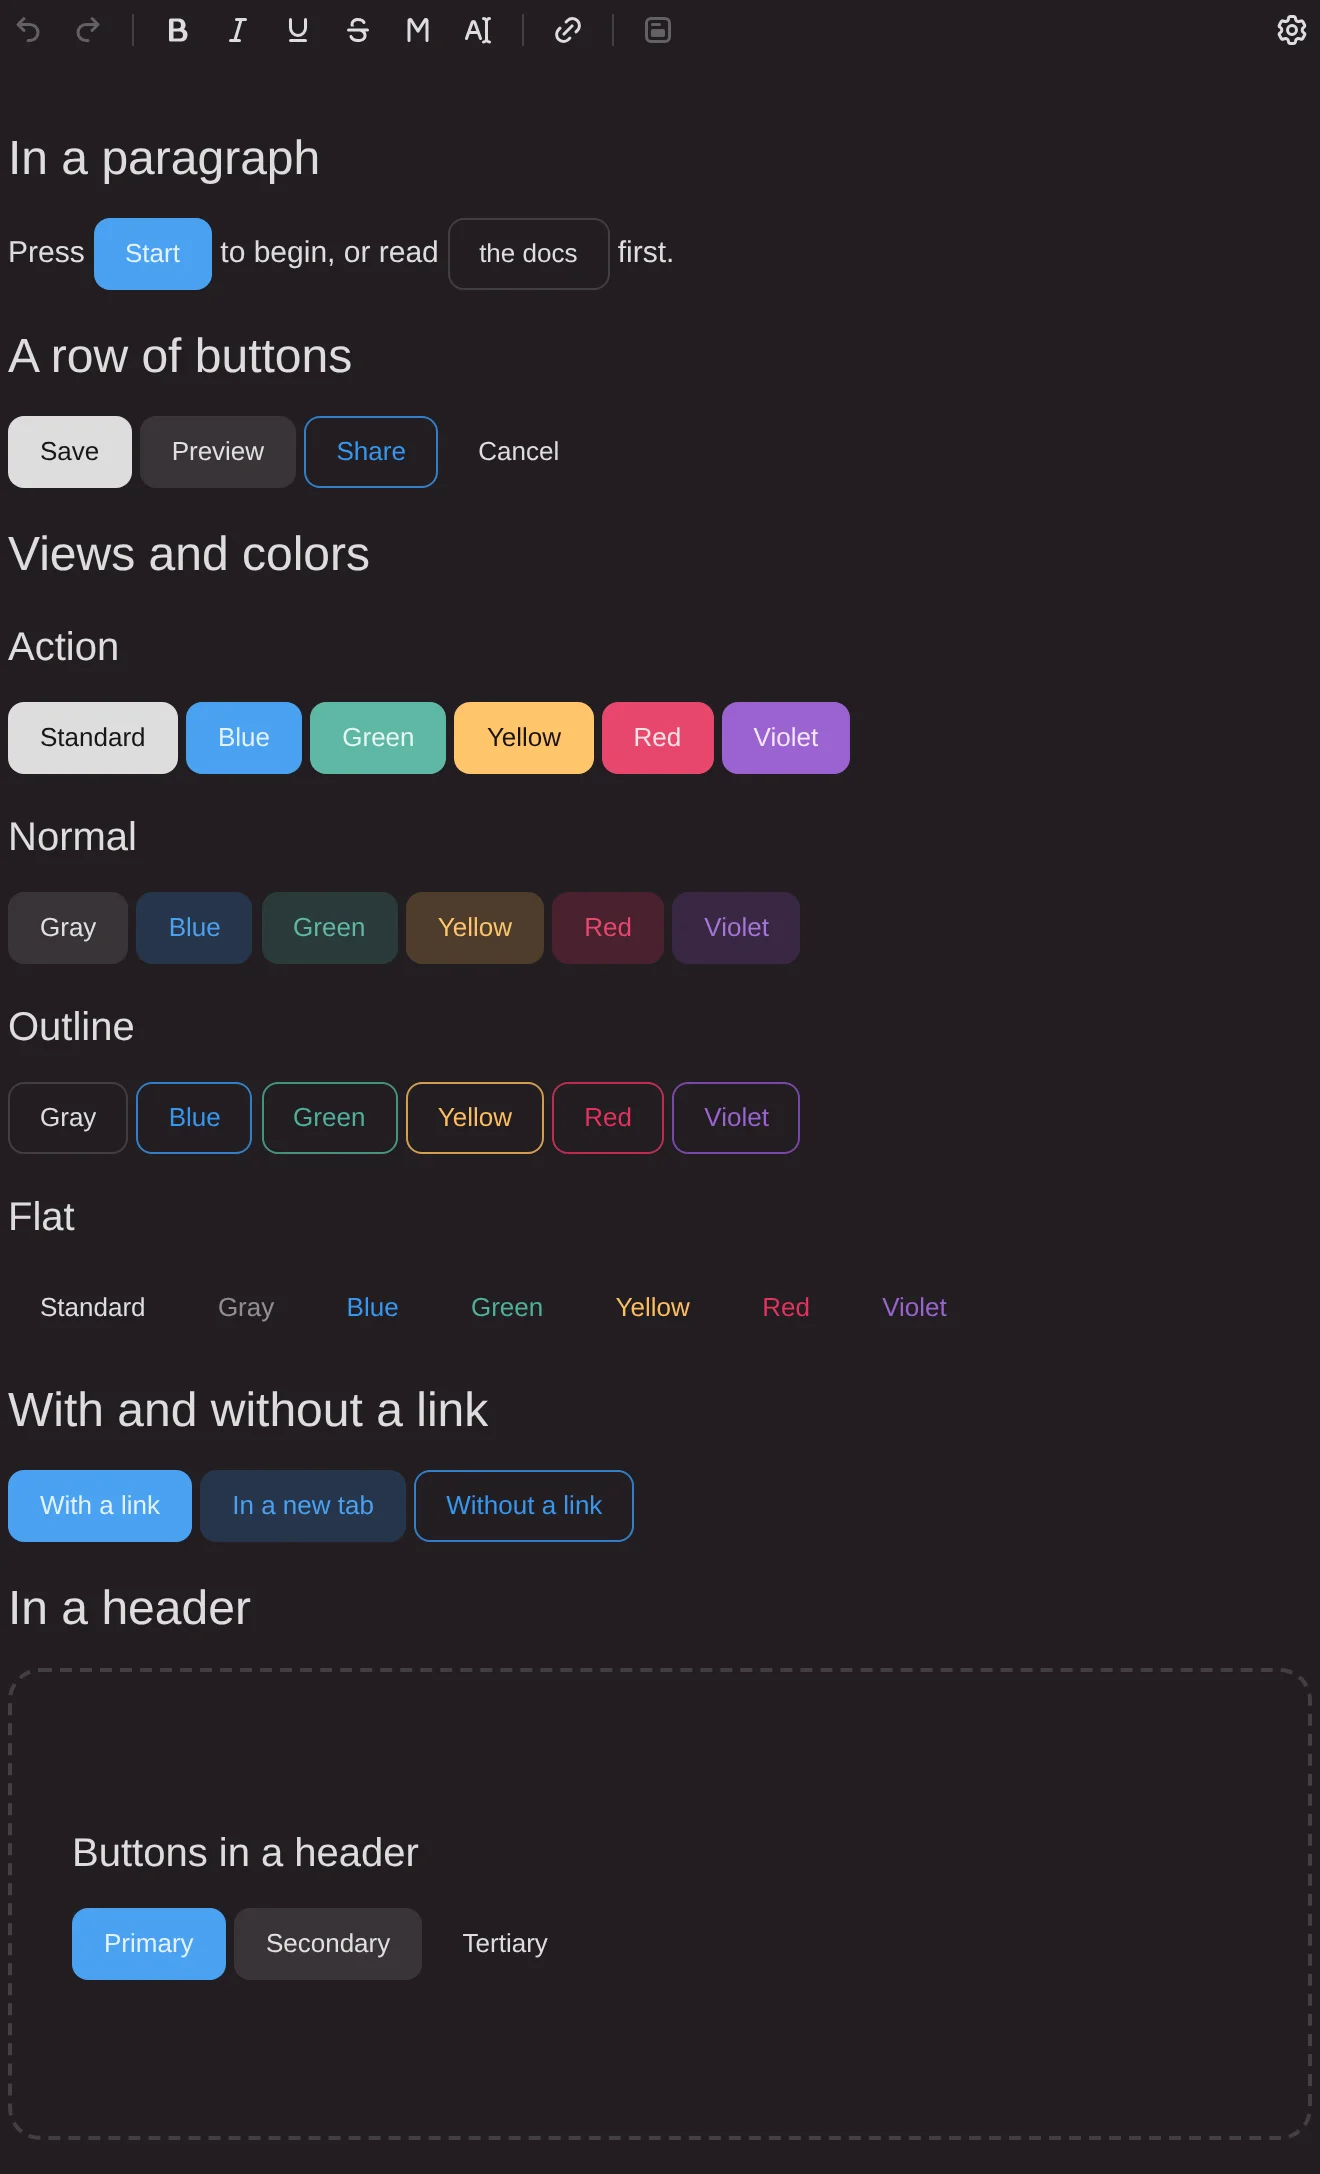 In a paragraph
Press Start to begin, or read the docs first.
A row of buttons
Save Preview Share Cancel
Views and colors
Action
Standard Blue Green Yellow Red Violet
Normal
Gray Blue Green Yellow Red Violet
Outline
Gray Blue Green Yellow Red Violet
Flat
Standard Gray Blue Green Yellow Red Violet
With and without a link
With a link In a new tab Without a link
In a header
Buttons in a header
Primary Secondary Tertiary